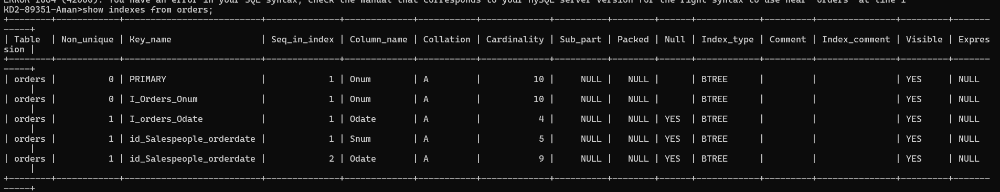 ERROR 1064 (42000): You have an error in your SQL syntax; check the manual that corresponds to your MySQL server version for the right syntax to use near 'orders' at line 1
KD2-89351-Aman>show indexes from orders;
+--------+------------+--------------------------+--------------+-------------+-----------+-------------+----------+--------+------+------------+---------+---------------+---------+-------
-----+
| Table  | Non_unique | Key_name                 | Seq_in_index | Column_name | Collation | Cardinality | Sub_part | Packed | Null | Index_type | Comment | Index_comment | Visible | Expres
sion |
+--------+------------+--------------------------+--------------+-------------+-----------+-------------+----------+--------+------+------------+---------+---------------+---------+-------
-----+
| orders |          0 | PRIMARY                  |            1 | Onum        | A         |          10 |     NULL |   NULL |      | BTREE      |         |               | YES     | NULL
     |
| orders |          0 | I_Orders_Onum            |            1 | Onum        | A         |          10 |     NULL |   NULL |      | BTREE      |         |               | YES     | NULL
     |
| orders |          1 | I_orders_Odate           |            1 | Odate       | A         |           4 |     NULL |   NULL | YES  | BTREE      |         |               | YES     | NULL
     |
| orders |          1 | id_Salespeople_orderdate |            1 | Snum        | A         |           5 |     NULL |   NULL | YES  | BTREE      |         |               | YES     | NULL
     |
| orders |          1 | id_Salespeople_orderdate |            2 | Odate       | A         |           9 |     NULL |   NULL | YES  | BTREE      |         |               | YES     | NULL
     |
+--------+------------+--------------------------+--------------+-------------+-----------+-------------+----------+--------+------+------------+---------+---------------+---------+-------
-----+